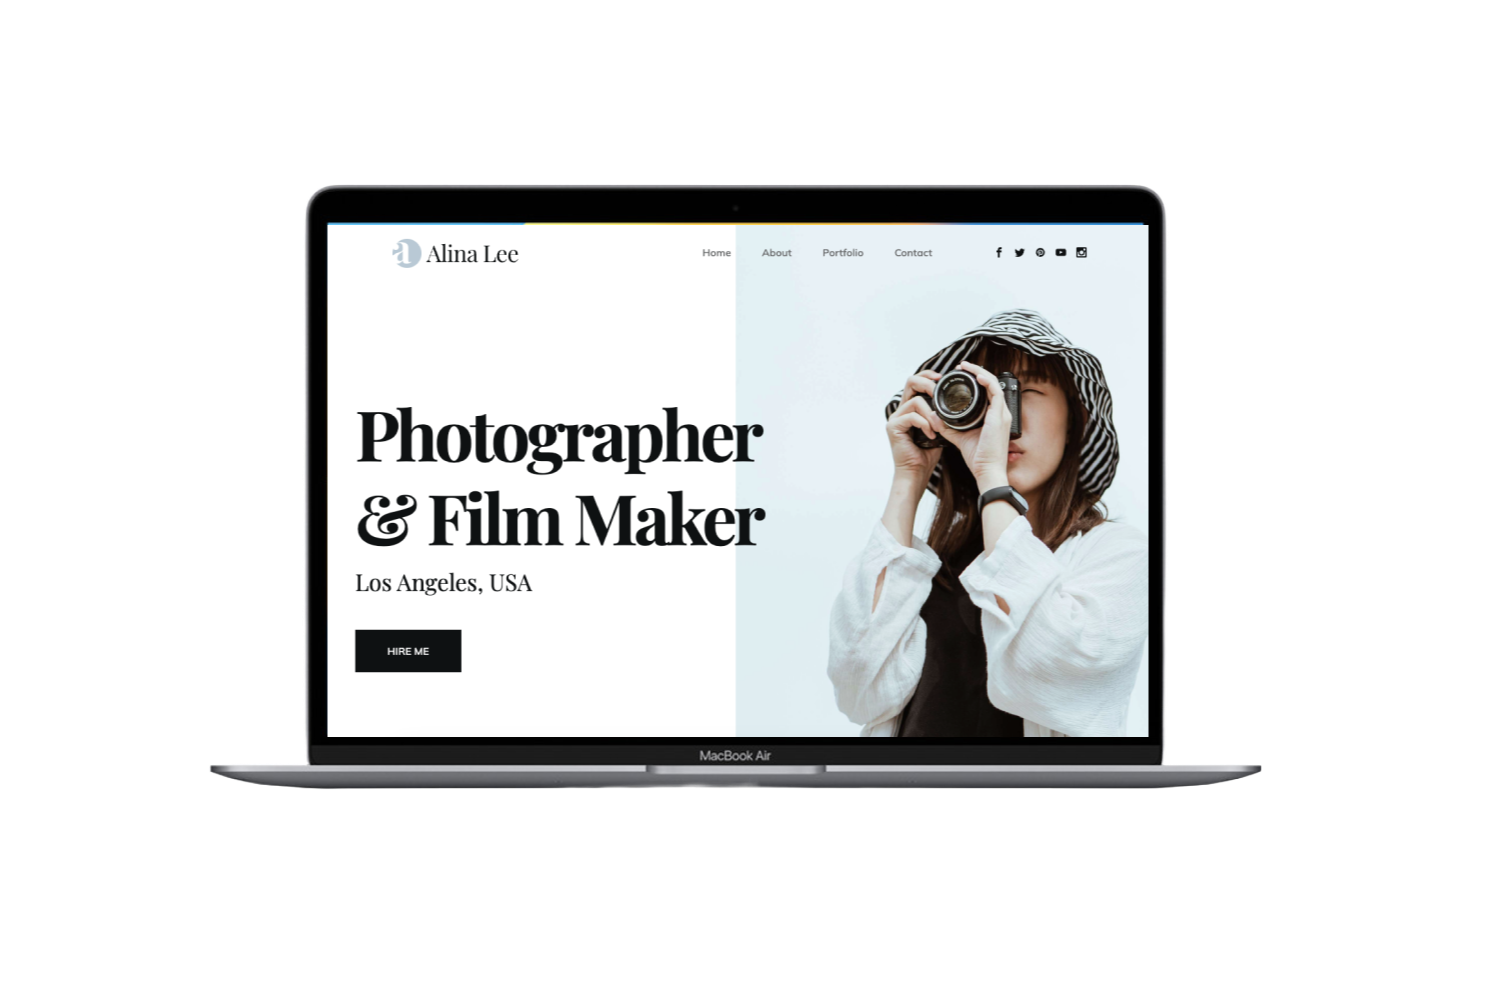 a Alina Lee
Home About Portfolio Contact
Photographer
& Film Maker
Los Angeles, USA
HIRE ME
MacBook Air